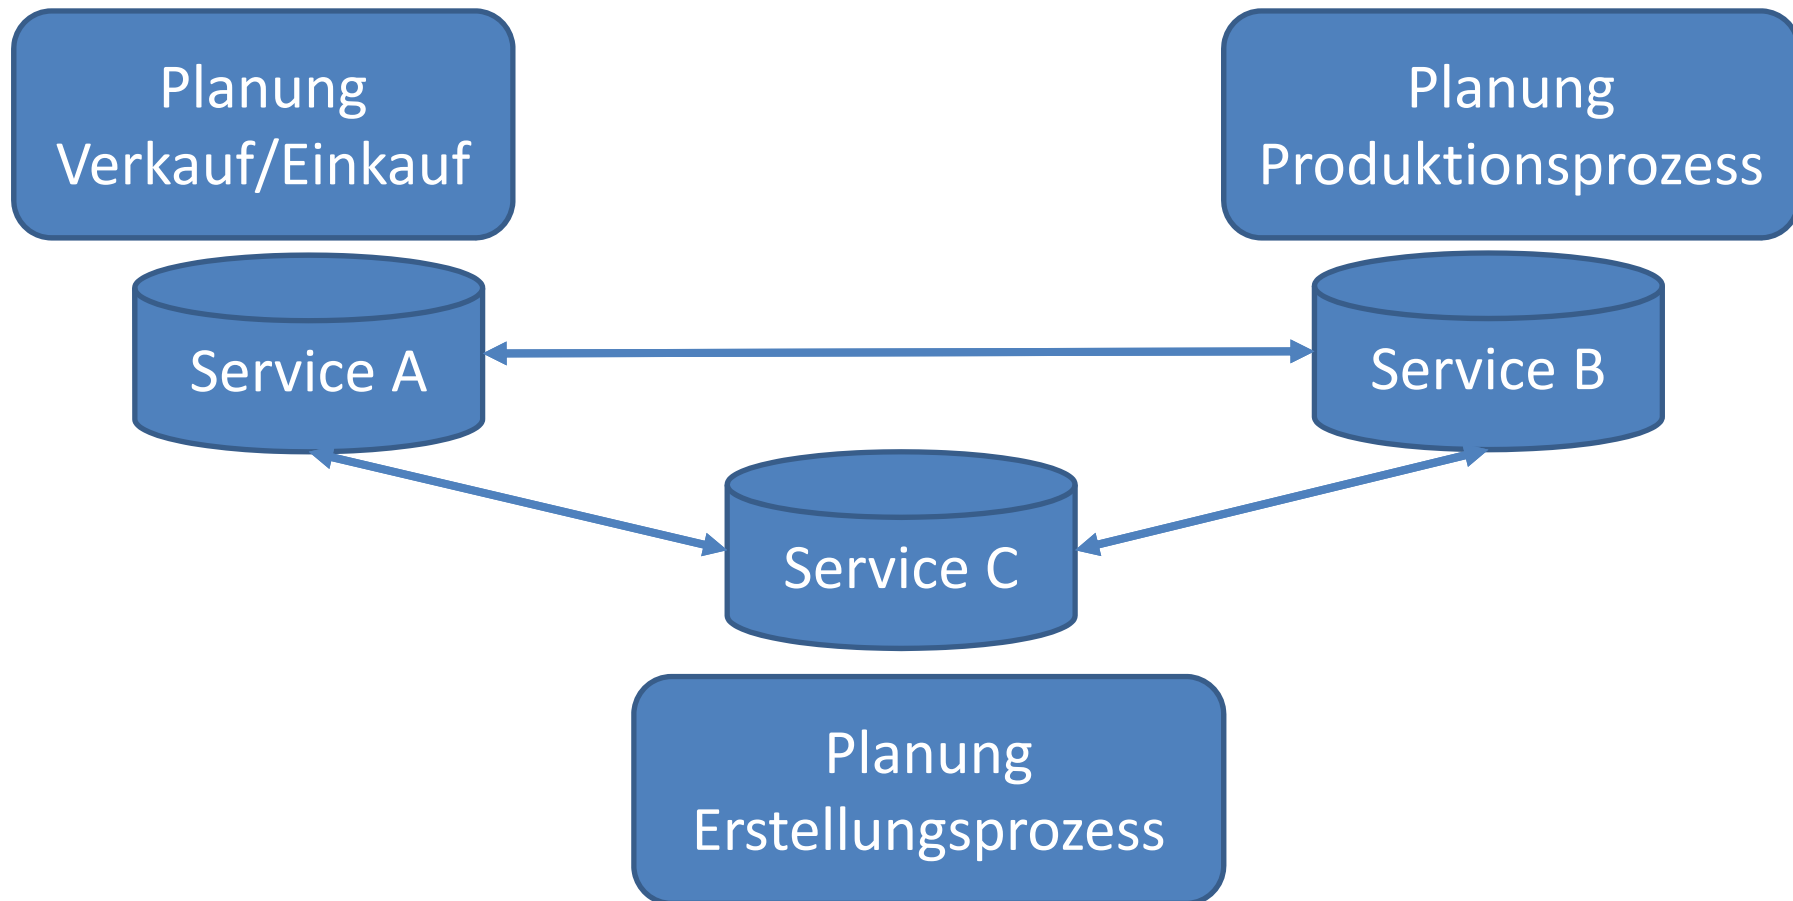 Planung
Verkauf/Einkauf
Planung
Produktionsprozess
Service A
Service B
Service C
Planung
Erstellungsprozess